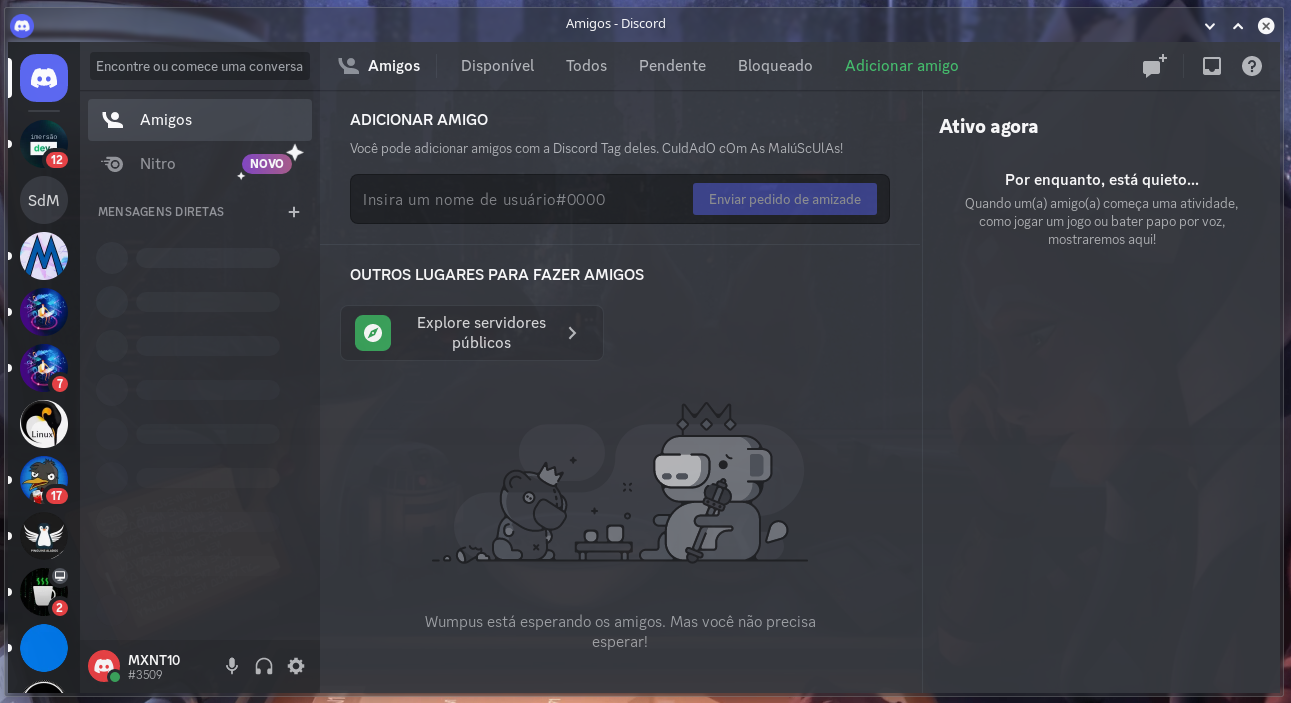 Amigos - Discord
Encontre ou comece uma conversa
Amigos
Disponível
Todos
Pendente
Bloqueado
Adicionar amigo
imersão
dev
12
SdM
M
7
Linux
17
2
Amigos
Nitro
NOVO
MENSAGENS DIRETAS
ADICIONAR AMIGO
Você pode adicionar amigos com a Discord Tag deles. CuIdAdO cOm As MaIúScUlAs!
Insira um nome de usuário#0000
Enviar pedido de amizade
OUTROS LUGARES PARA FAZER AMIGOS
Explore servidores
públicos
Wumpus está esperando os amigos. Mas você não precisa
esperar!
Ativo agora
Por enquanto, está quieto...
Quando um(a) amigo(a) começa uma atividade,
como jogar um jogo ou bater papo por voz,
mostraremos aqui!
MXNT10
#3509